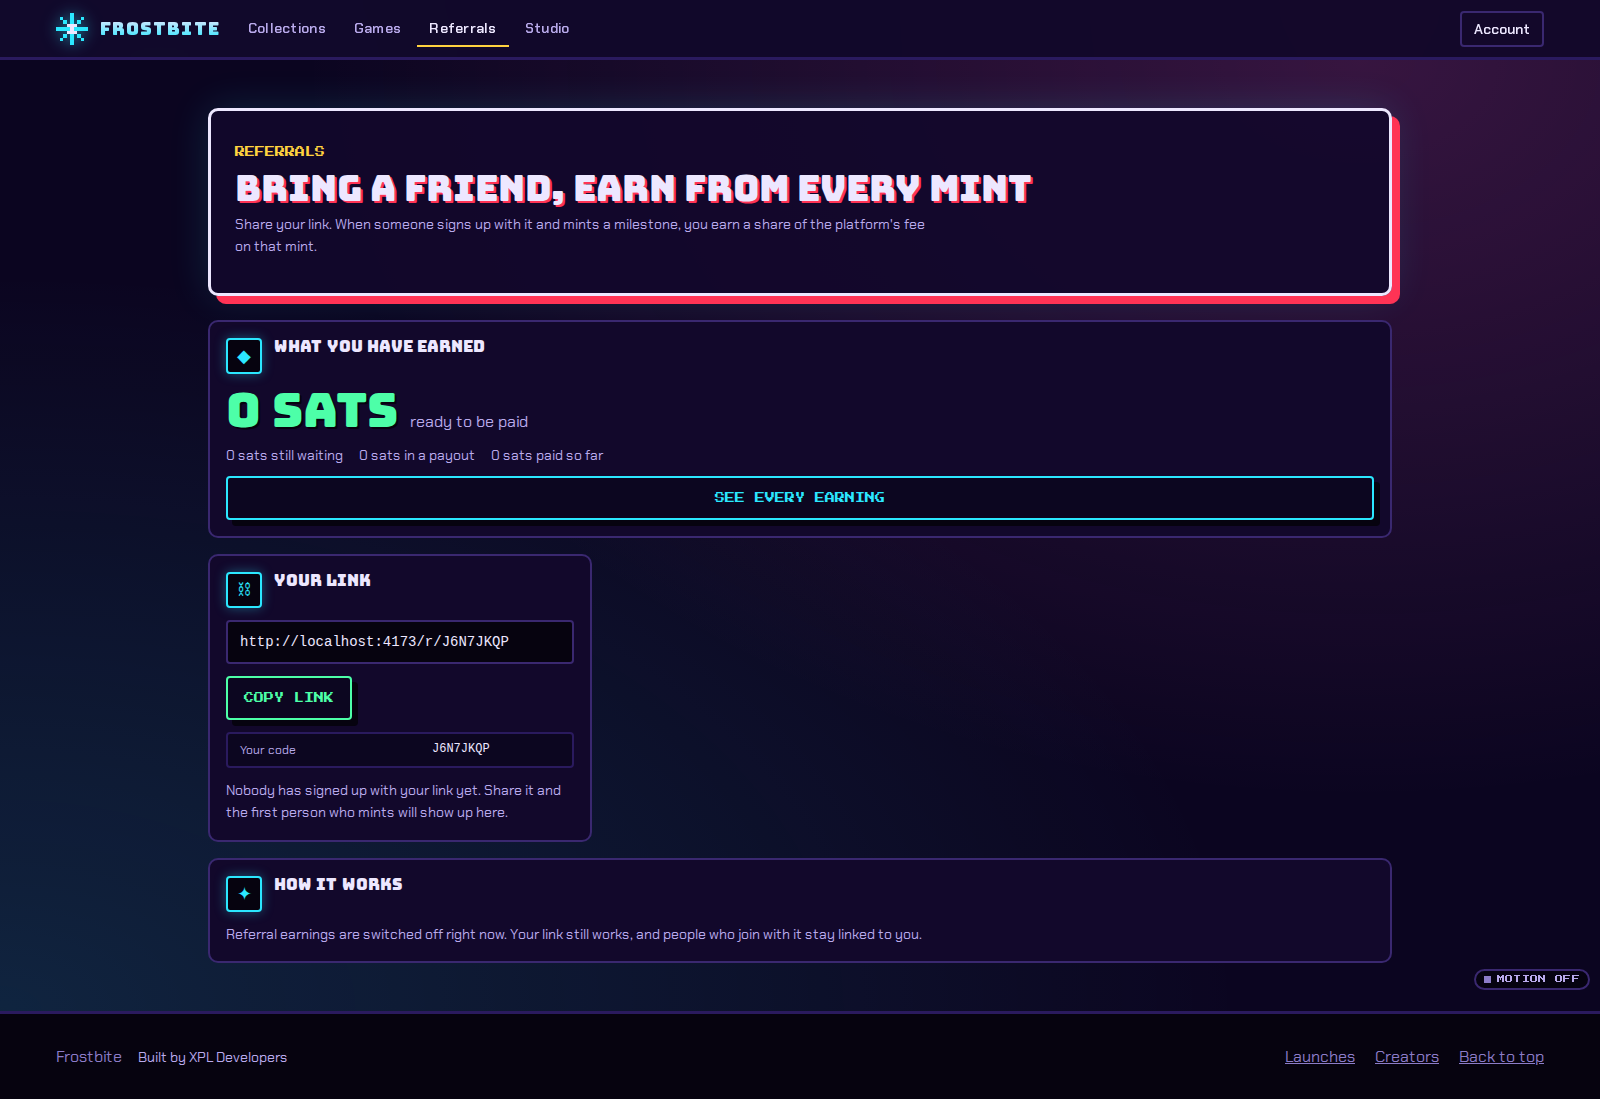 FROSTBITE
Collections
Games
Referrals
Studio
Account
REFERRALS
BRING A FRIEND, EARN FROM EVERY MINT
Share your link. When someone signs up with it and mints a milestone, you earn a share of the platform's fee
on that mint.
WHAT YOU HAVE EARNED
0 SATS ready to be paid
0 sats still waiting 0 sats in a payout 0 sats paid so far
SEE EVERY EARNING
YOUR LINK
http://localhost:4173/r/J6N7JKQP
COPY LINK
Your code J6N7JKQP
Nobody has signed up with your link yet. Share it and
the first person who mints will show up here.
HOW IT WORKS
Referral earnings are switched off right now. Your link still works, and people who join with it stay linked to you.
MOTION OFF
Frostbite Built by XPL Developers
Launches Creators Back to top